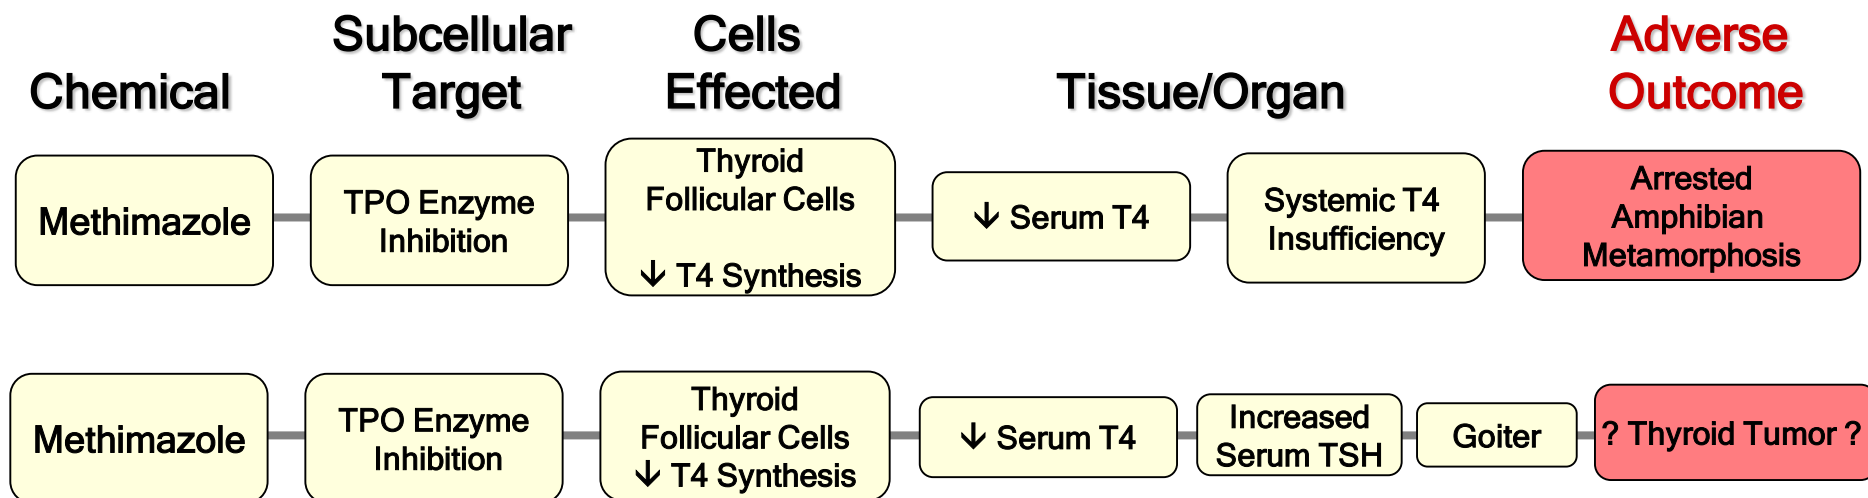 Chemical
Subcellular
Target
Cells
Effected
Tissue/Organ
Adverse
Outcome
Methimazole
TPO Enzyme
Inhibition
Thyroid
Follicular Cells
↓ T4 Synthesis
↓ Serum T4
Systemic T4
Insufficiency
Arrested
Amphibian
Metamorphosis
Methimazole
TPO Enzyme
Inhibition
Thyroid
Follicular Cells
↓ T4 Synthesis
↓ Serum T4
Increased
Serum TSH
Goiter
? Thyroid Tumor ?